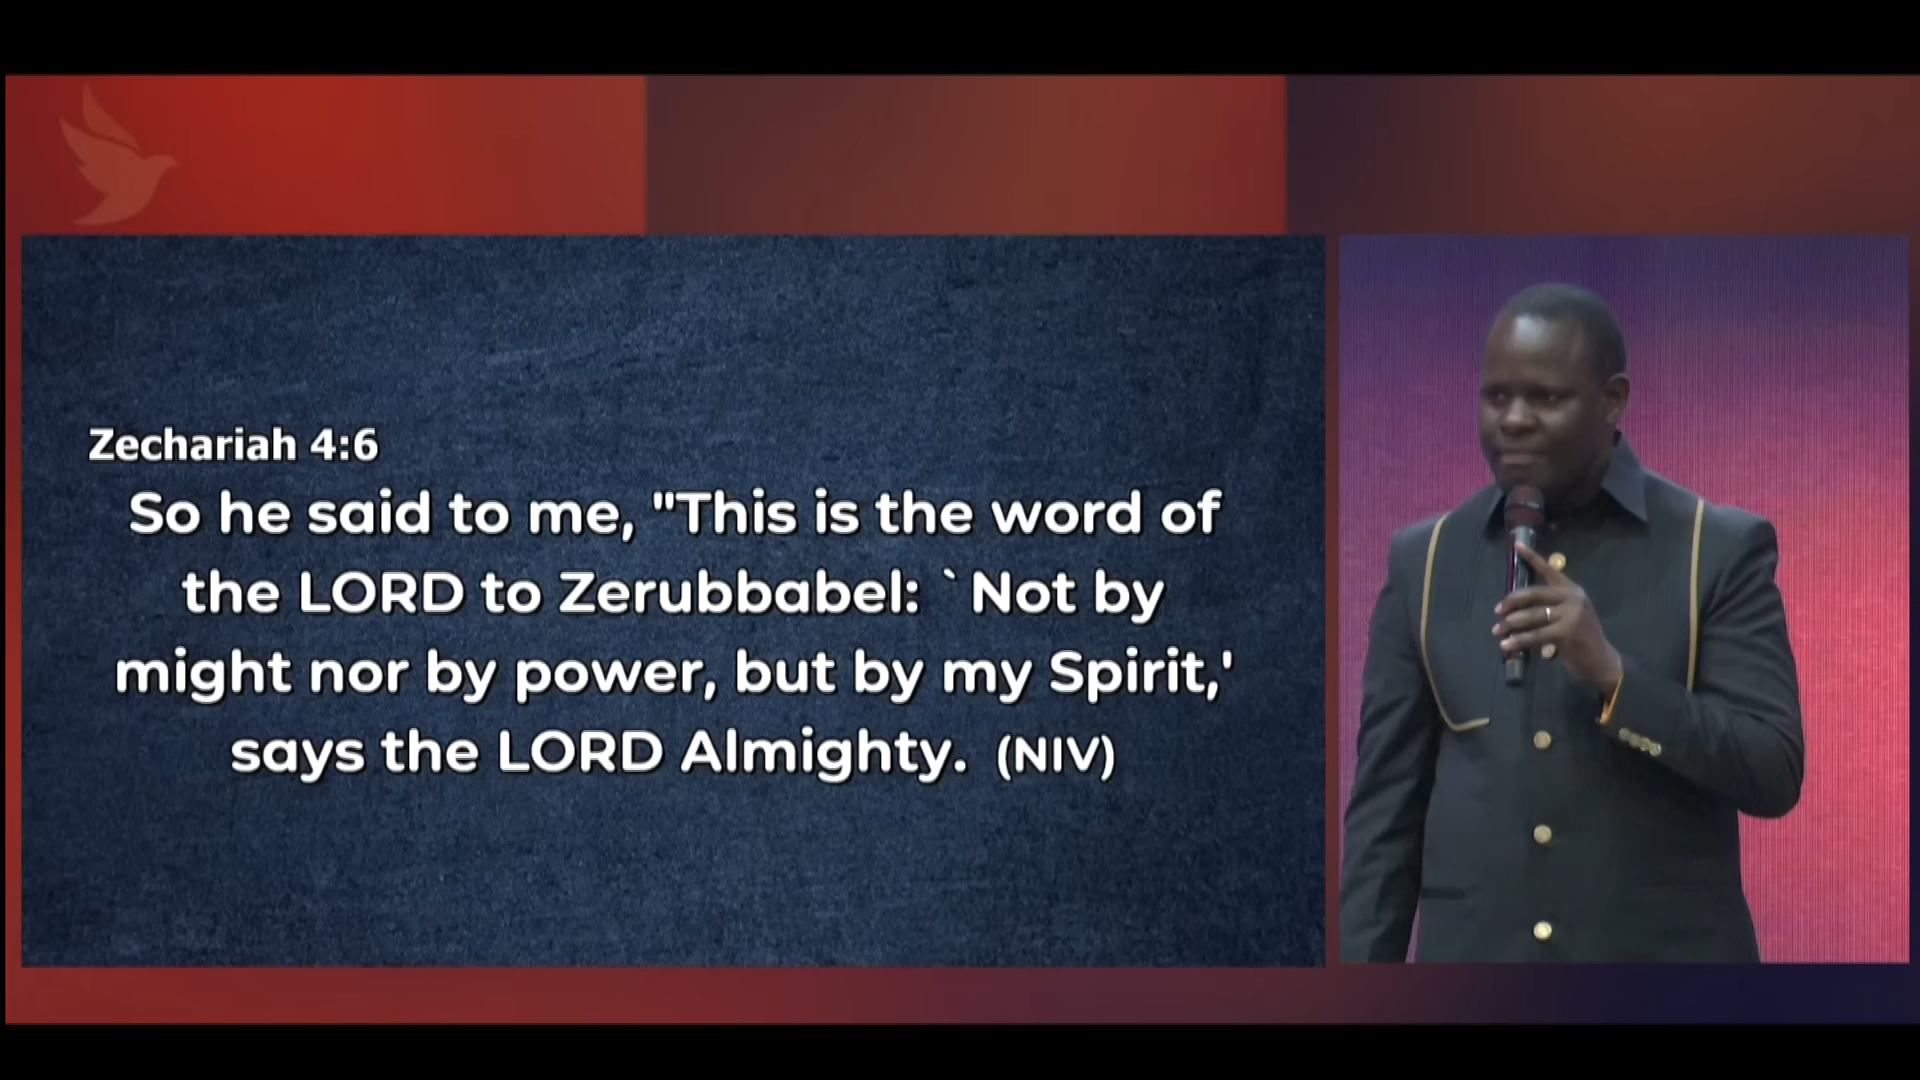 Zechariah 4:6
So he said to me, "This is the word of
the LORD to Zerubbabel: `Not by
might nor by power, but by my Spirit,'
says the LORD Almighty. (NIV)